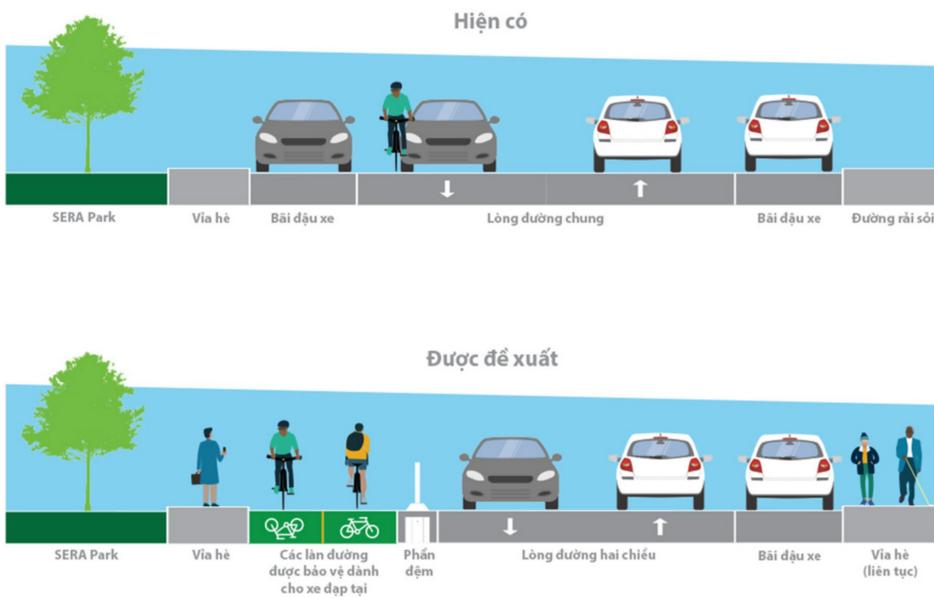 Hiện có
SERA Park
Vỉa hè
Bãi đậu xe
Lòng đường chung
Bãi đậu xe
Đường rải sỏi
Được đề xuất
SERA Park
Vỉa hè
Các làn đường
được bảo vệ dành
cho xe đạp tại
Phần
đệm
Lòng đường hai chiều
Bãi đậu xe
Vỉa hè
(liên tục)